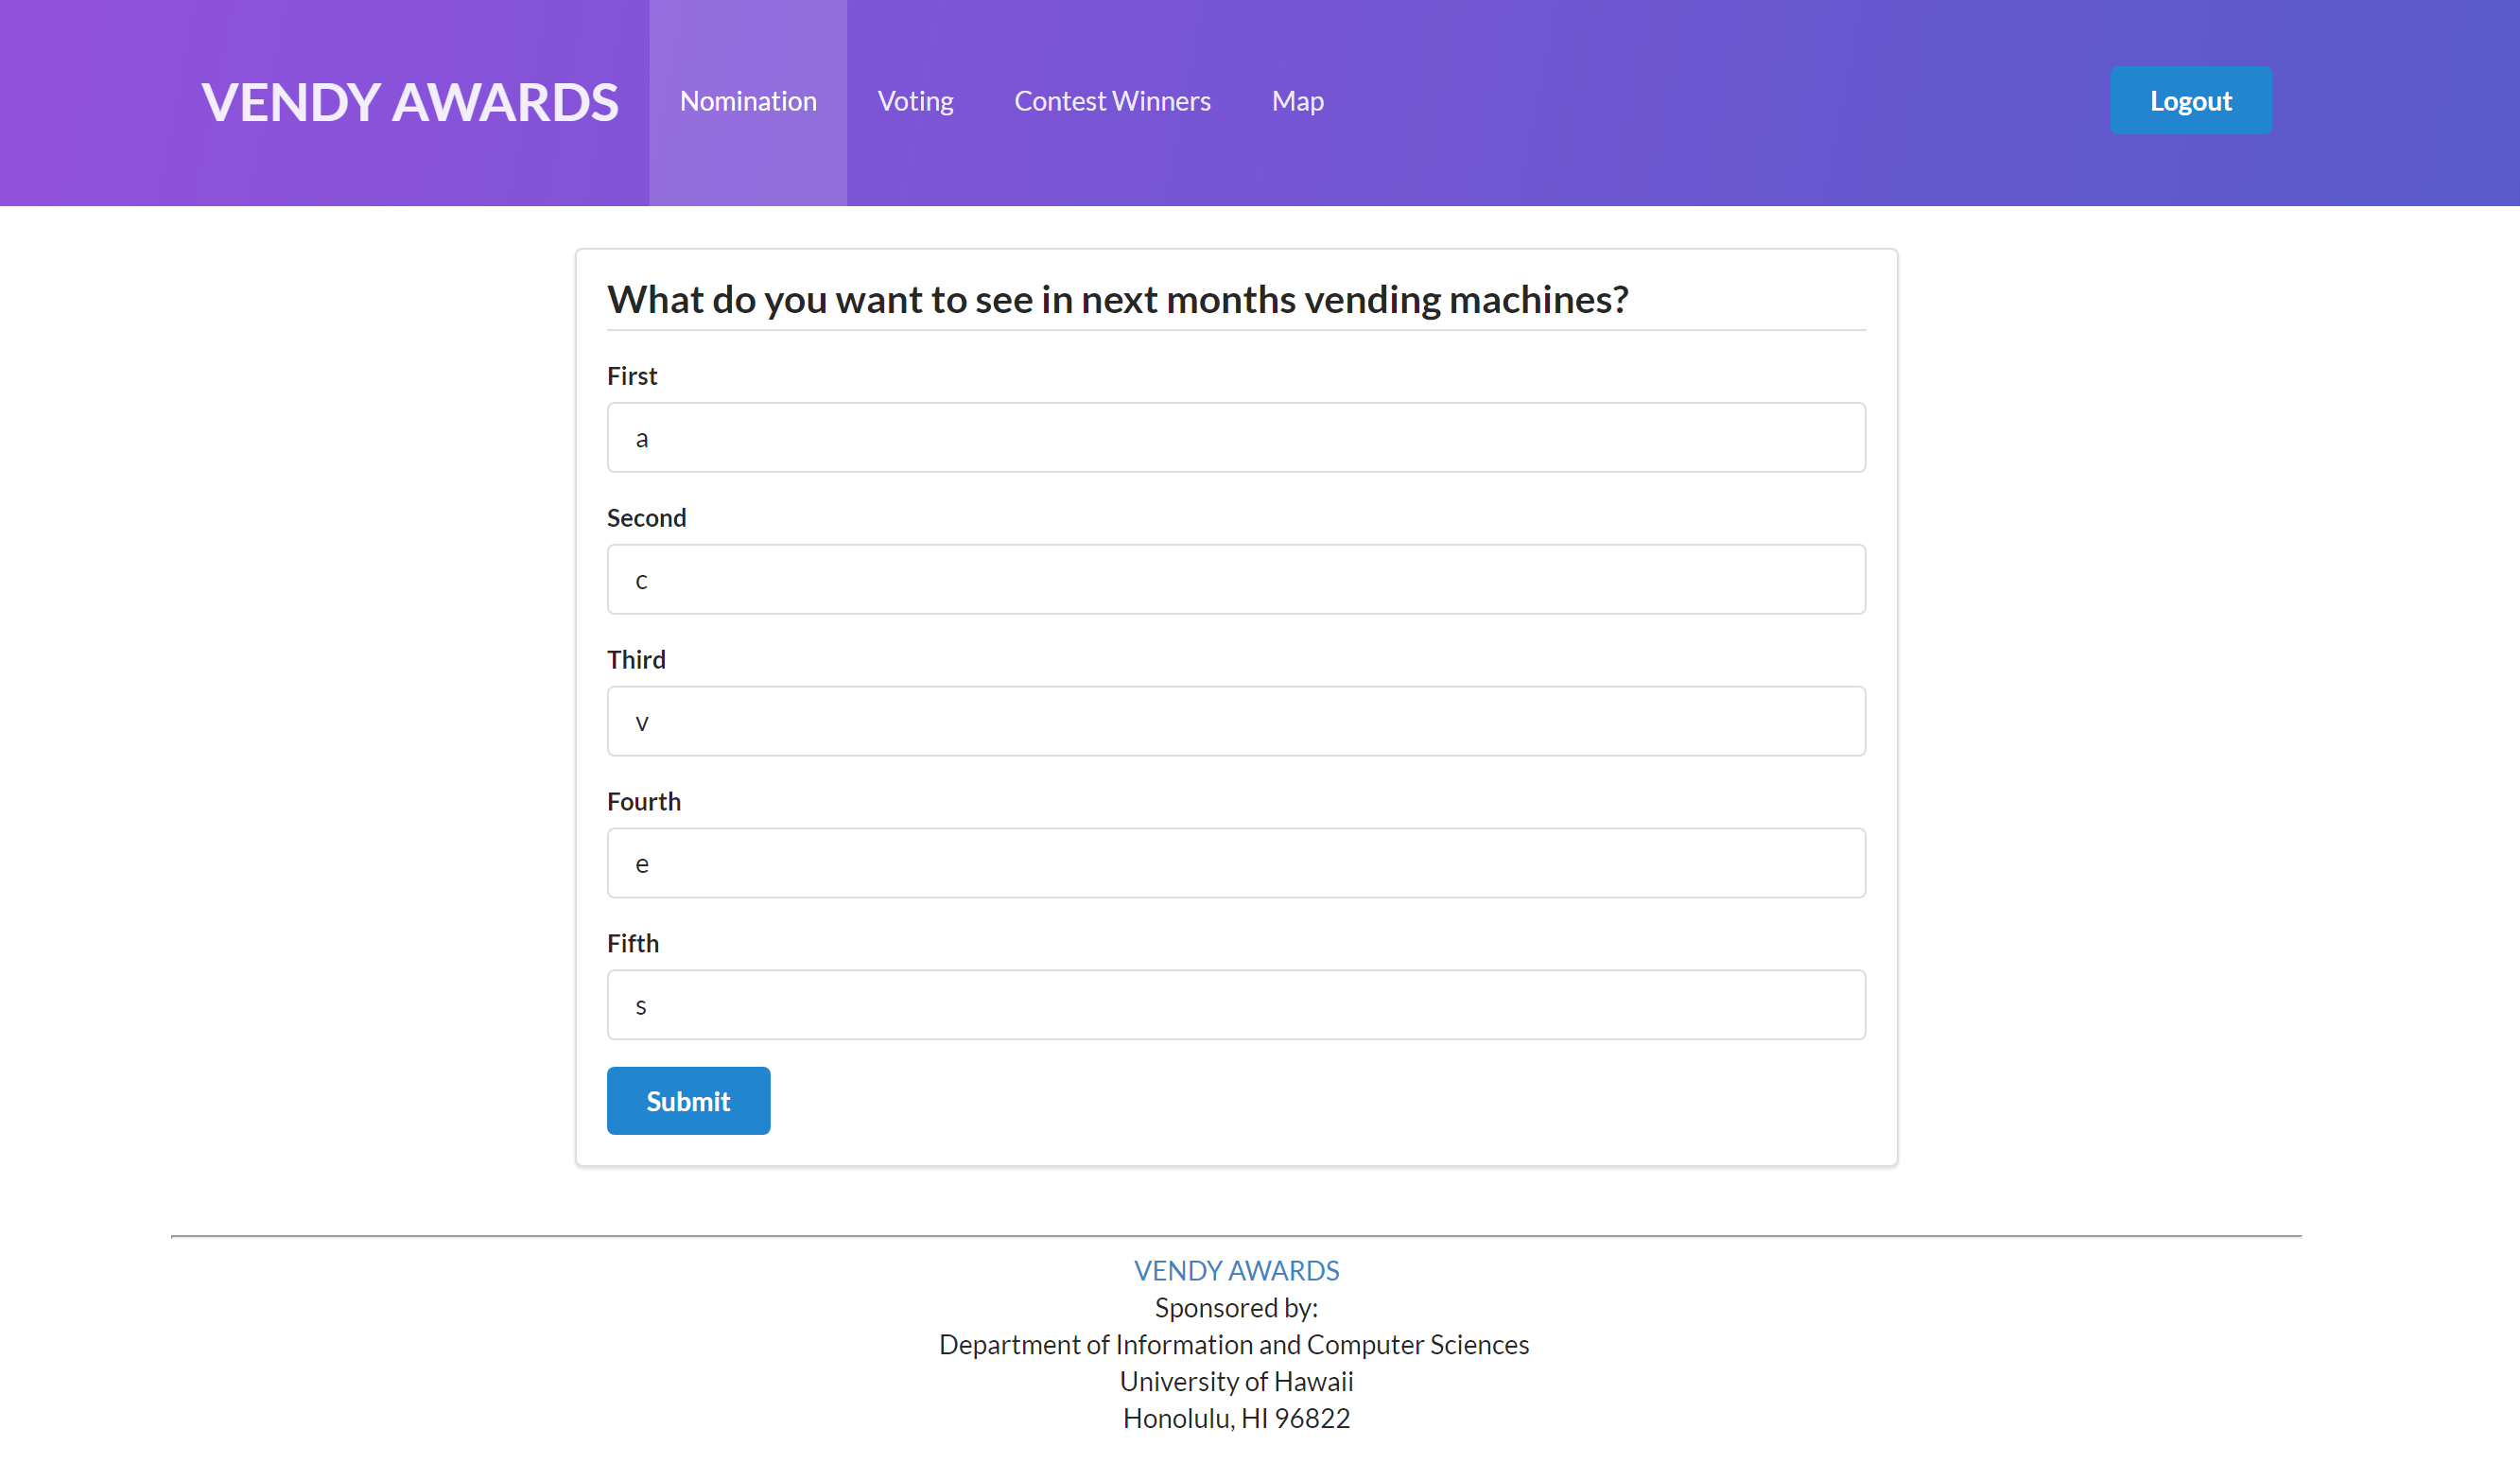 VENDY AWARDS Nomination Voting Contest Winners Map Logout
What do you want to see in next months vending machines?
First
a
Second
c
Third
v
Fourth
e
Fifth
s
Submit
VENDY AWARDS
Sponsored by:
Department of Information and Computer Sciences
University of Hawaii
Honolulu, HI 96822